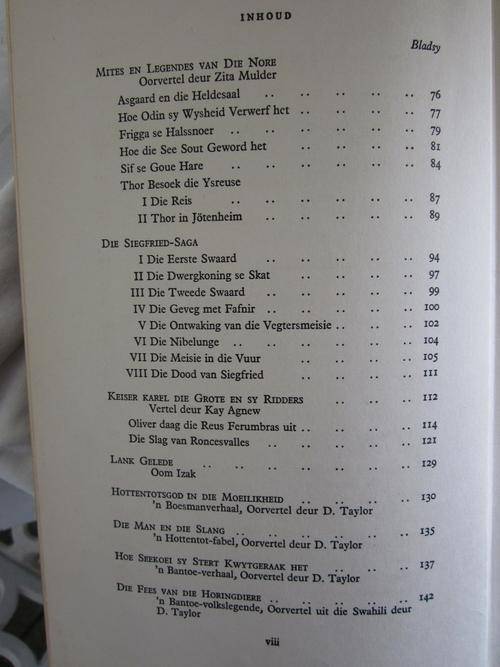 INHOUD
Bladsy
MITES EN LEGENDES VAN DIE NORE
Oorvertel deur Zita Mulder
Asgaard en die Heldesaal .. .. .. .. .. 76
Hoe Odin sy Wysheid Verwerf het .. .. .. .. 77
Frigga se Halssnoer .. .. .. .. .. .. 79
Hoe die See Sout Geword het .. .. .. .. .. 81
Sif se Goue Hare .. .. .. .. .. .. 84
Thor Besoek die Ysreuse
I Die Reis .. .. .. .. .. .. 87
II Thor in Jötenheim .. .. .. .. .. 89
DIE SIEGFRIED-SAGA
I Die Eerste Swaard .. .. .. .. .. 94
II Die Dwergkoning se Skat .. .. .. .. 97
III Die Tweede Swaard .. .. .. .. .. 99
IV Die Geveg met Fafnir .. .. .. .. .. 100
V Die Ontwaking van die Vegtersmeisie .. .. .. .. 102
VI Die Nibelunge .. .. .. .. .. .. 104
VII Die Meisie in die Vuur .. .. .. .. 105
VIII Die Dood van Siegfried .. .. .. .. 111
KEISER KAREL DIE GROTE EN SY RIDDERS .. .. .. 112
Vertel deur Kay Agnew
Oliver daag die Reus Ferumbras uit .. .. .. .. 114
Die Slag van Roncesvalles .. .. .. .. .. 121
LANK GELEDE .. .. .. .. .. .. .. 129
Oom Izak
HOTTENTOTSGOD IN DIE MOEILIKHEID .. .. .. .. 130
'n Boesmanverhaal, Oorvertel deur D. Taylor
DIE MAN EN DIE SLANG .. .. .. .. .. .. 135
'n Hottentot-fabel, Oorvertel deur D. Taylor
HOE SEEKOEI SY STERT KWYTGERAAK HET .. .. .. 137
'n Bantoe-verhaal, Oorvertel deur D. Taylor
DIE FEES VAN DIE HORINGDIERE .. .. .. .. .. 142
'n Bantoe-volkslegende, Oorvertel uit die Swahili deur
D. Taylor
viii